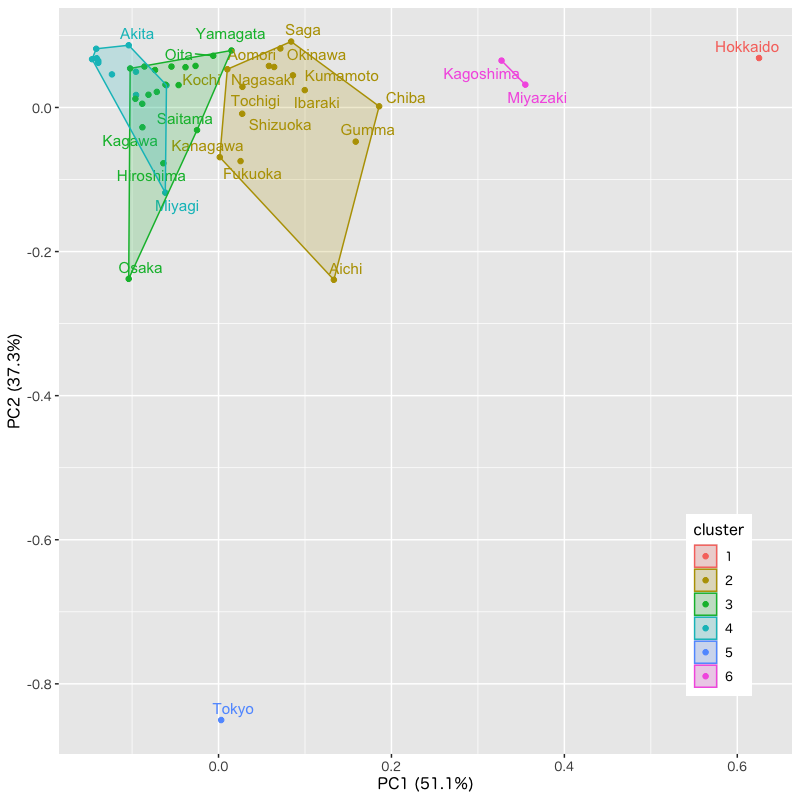 Akita
Yamagata
Saga
Hokkaido
Oita
Aomori
Okinawa
Kochi
Nagasaki
Kumamoto
Kagoshima
Miyazaki
Tochigi
Ibaraki
Chiba
Saitama
Shizuoka
Gumma
Kagawa
Kanagawa
Hiroshima
Fukuoka
Miyagi
Osaka
Aichi
Tokyo
0.0
-0.2
-0.4
-0.6
-0.8
PC2 (37.3%)
0.0
0.2
0.4
0.6
PC1 (51.1%)
cluster
1
2
3
4
5
6